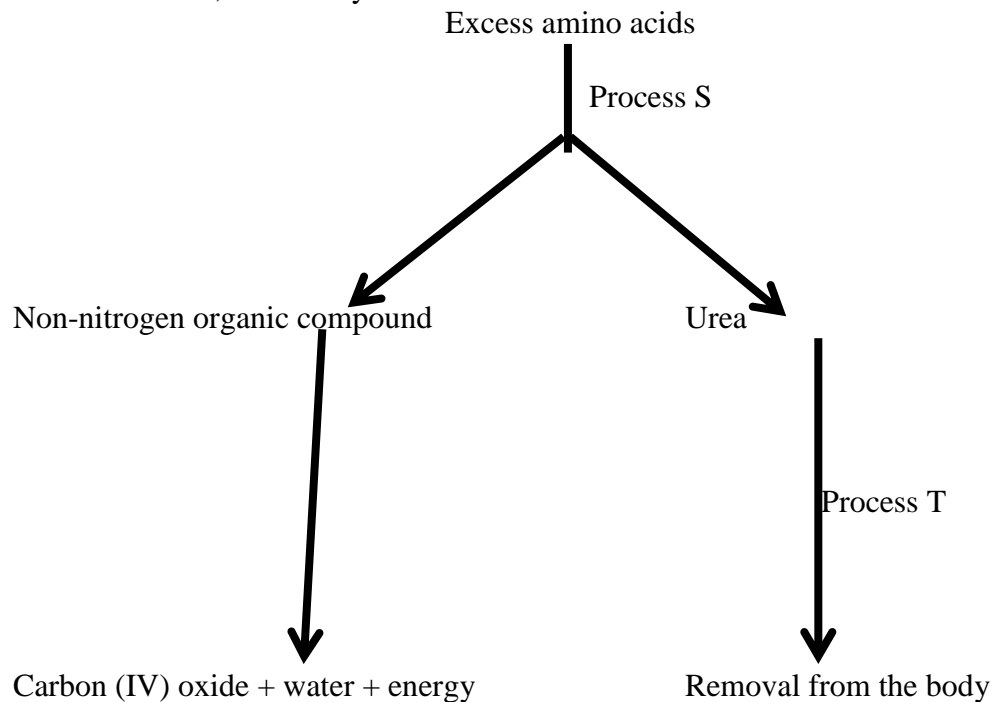 Excess amino acids
Process S
Non-nitrogen organic compound
Urea
Process T
Carbon (IV) oxide + water + energy
Removal from the body